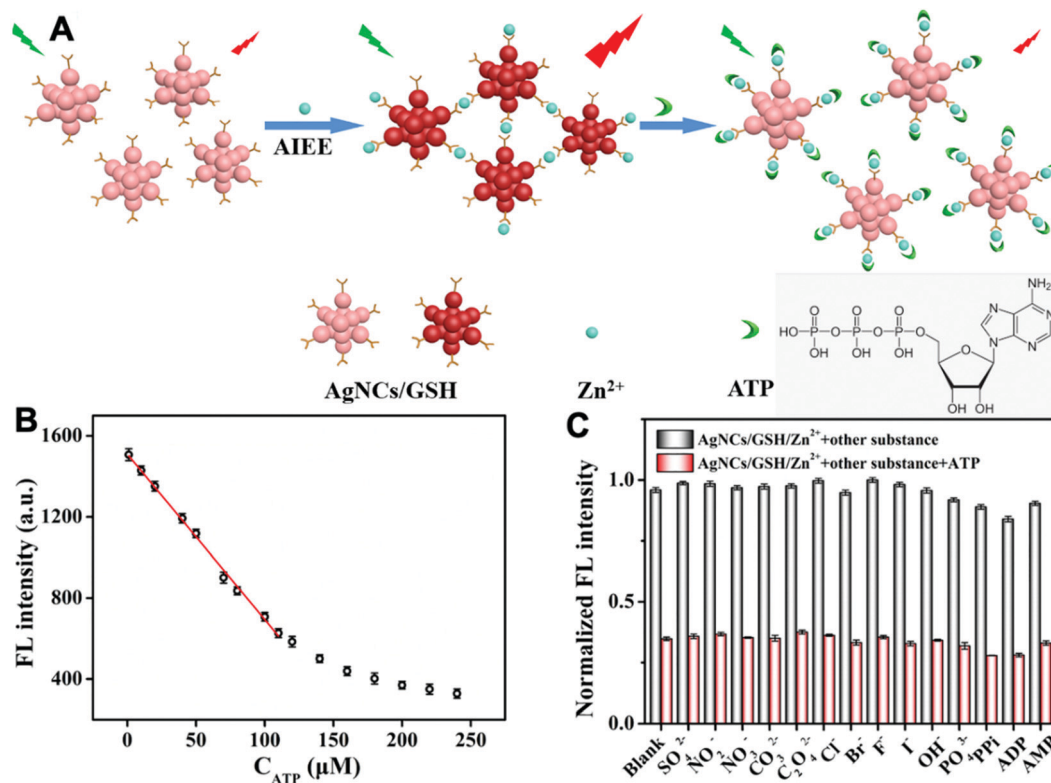 A
AIEE
AgNCs/GSH
Zn²⁺
ATP
NH₂
N
N
N
N
O
O
O
HO-P-O-P-O-P-O
OH
OH
OH
O
OH
OH
B
FL intensity (a.u.)
1600
1200
800
400
0
50
100
150
200
250
C_ATP (μM)
C
AgNCs/GSH/Zn²⁺+other substance
AgNCs/GSH/Zn²⁺+other substance+ATP
Normalized FL intensity
1.0
0.5
0.0
Blank
SO₄²⁻
NO₂⁻
NO₃⁻
CO₃²⁻
C₂O₄²⁻
Cl⁻
Br⁻
F⁻
I⁻
OH⁻
PO₄³⁻
PPi
ADP
AMP